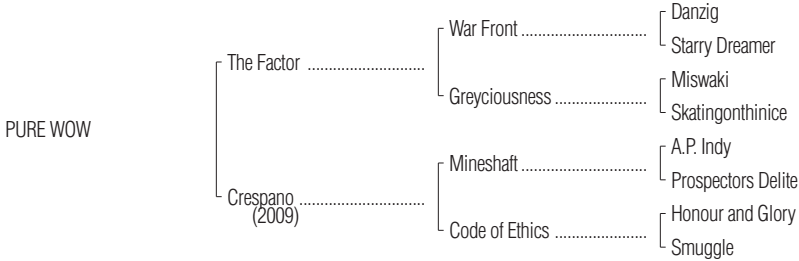 Danzig
War Front ..............................
Starry Dreamer
The Factor ............................
Miswaki
Greyciousness ......................
Skatingonthinice
PURE WOW
A.P. Indy
Mineshaft ..............................
Prospectors Delite
Crespano ..............................
(2009)
Honour and Glory
Code of Ethics ......................
Smuggle